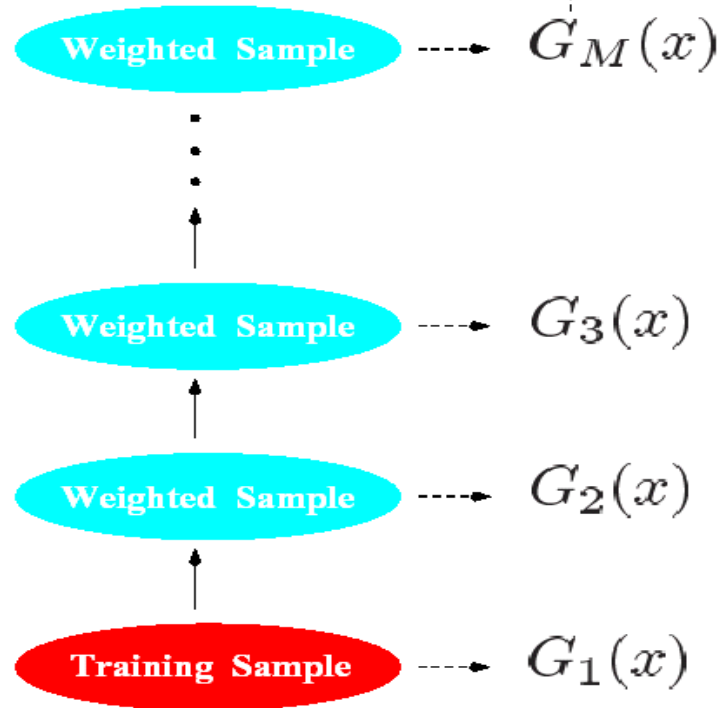 Weighted Sample G_M(x)
Weighted Sample G_3(x)
Weighted Sample G_2(x)
Training Sample G_1(x)